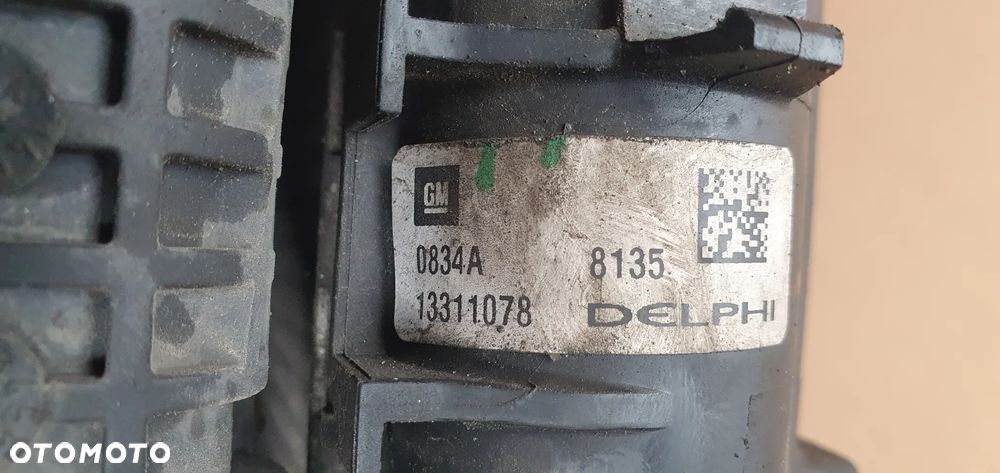 GM
0834A 8135
13311078 DELPHI
OTOMOTO